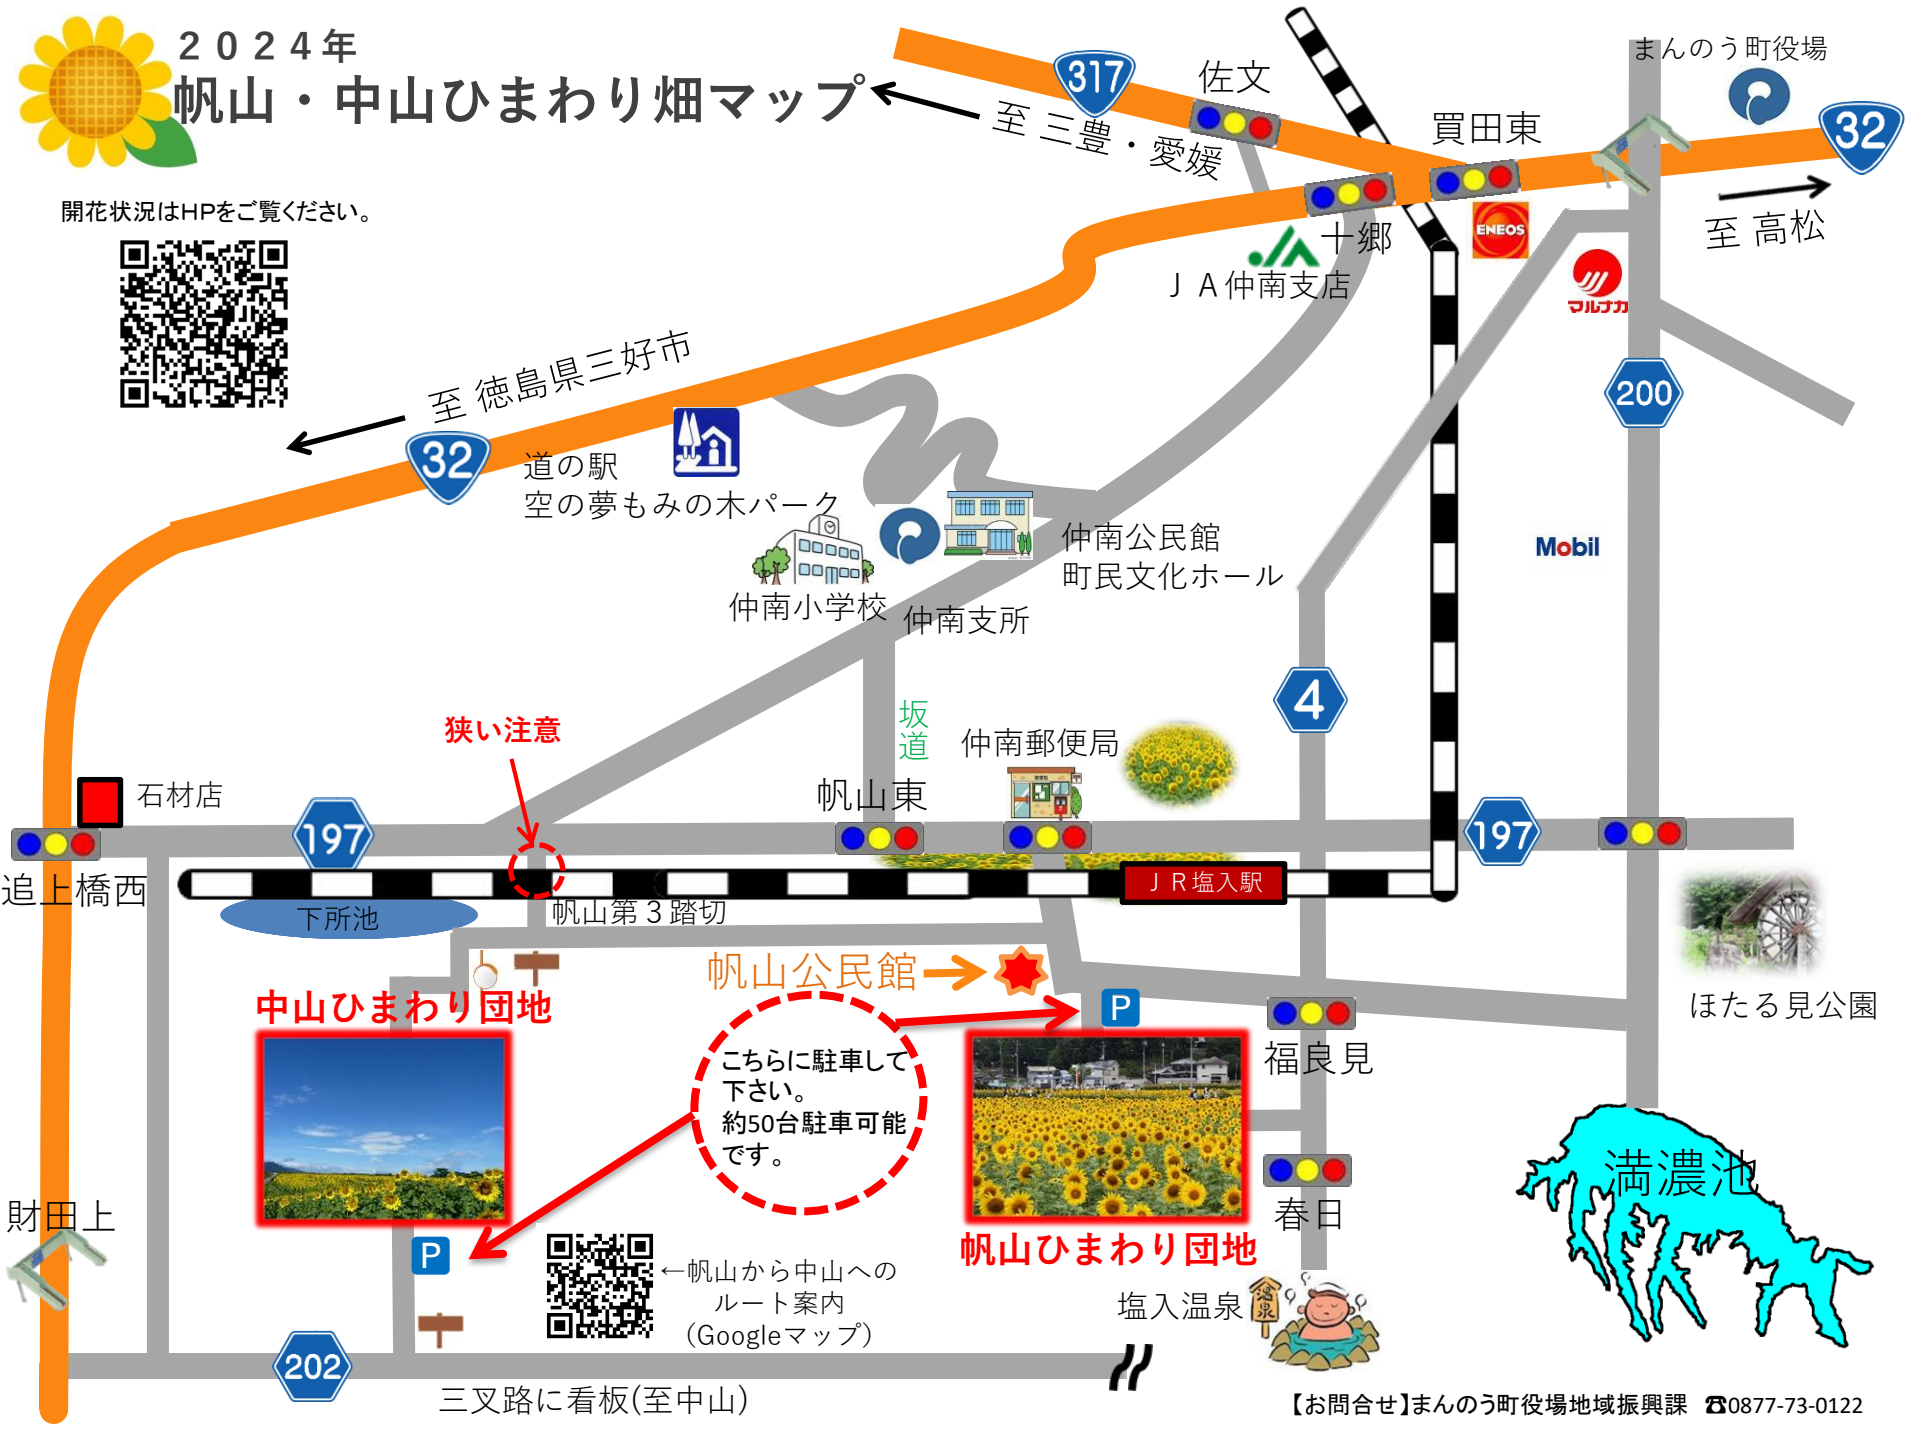 ２０２４年
帆山・中山ひまわり畑マップ
開花状況はHPをご覧ください。
317
佐文
至 三豊・愛媛
買田東
まんのう町役場
32
至 高松
十郷
ENEOS
ＪＡ仲南支店
マルナカ
至 徳島県三好市
32
200
道の駅
空の夢もみの木パーク
仲南公民館
町民文化ホール
Mobil
仲南小学校
仲南支所
4
坂道
狭い注意
仲南郵便局
石材店
帆山東
197
197
追上橋西
ＪＲ塩入駅
下所池
帆山第３踏切
帆山公民館
P
ほたる見公園
中山ひまわり団地
福良見
こちらに駐車して
下さい。
約50台駐車可能
です。
満濃池
財田上
春日
帆山ひまわり団地
P
←帆山から中山への
ルート案内
（Googleマップ）
塩入温泉
温泉
202
三叉路に看板(至中山)
【お問合せ】まんのう町役場地域振興課 ☎0877-73-0122